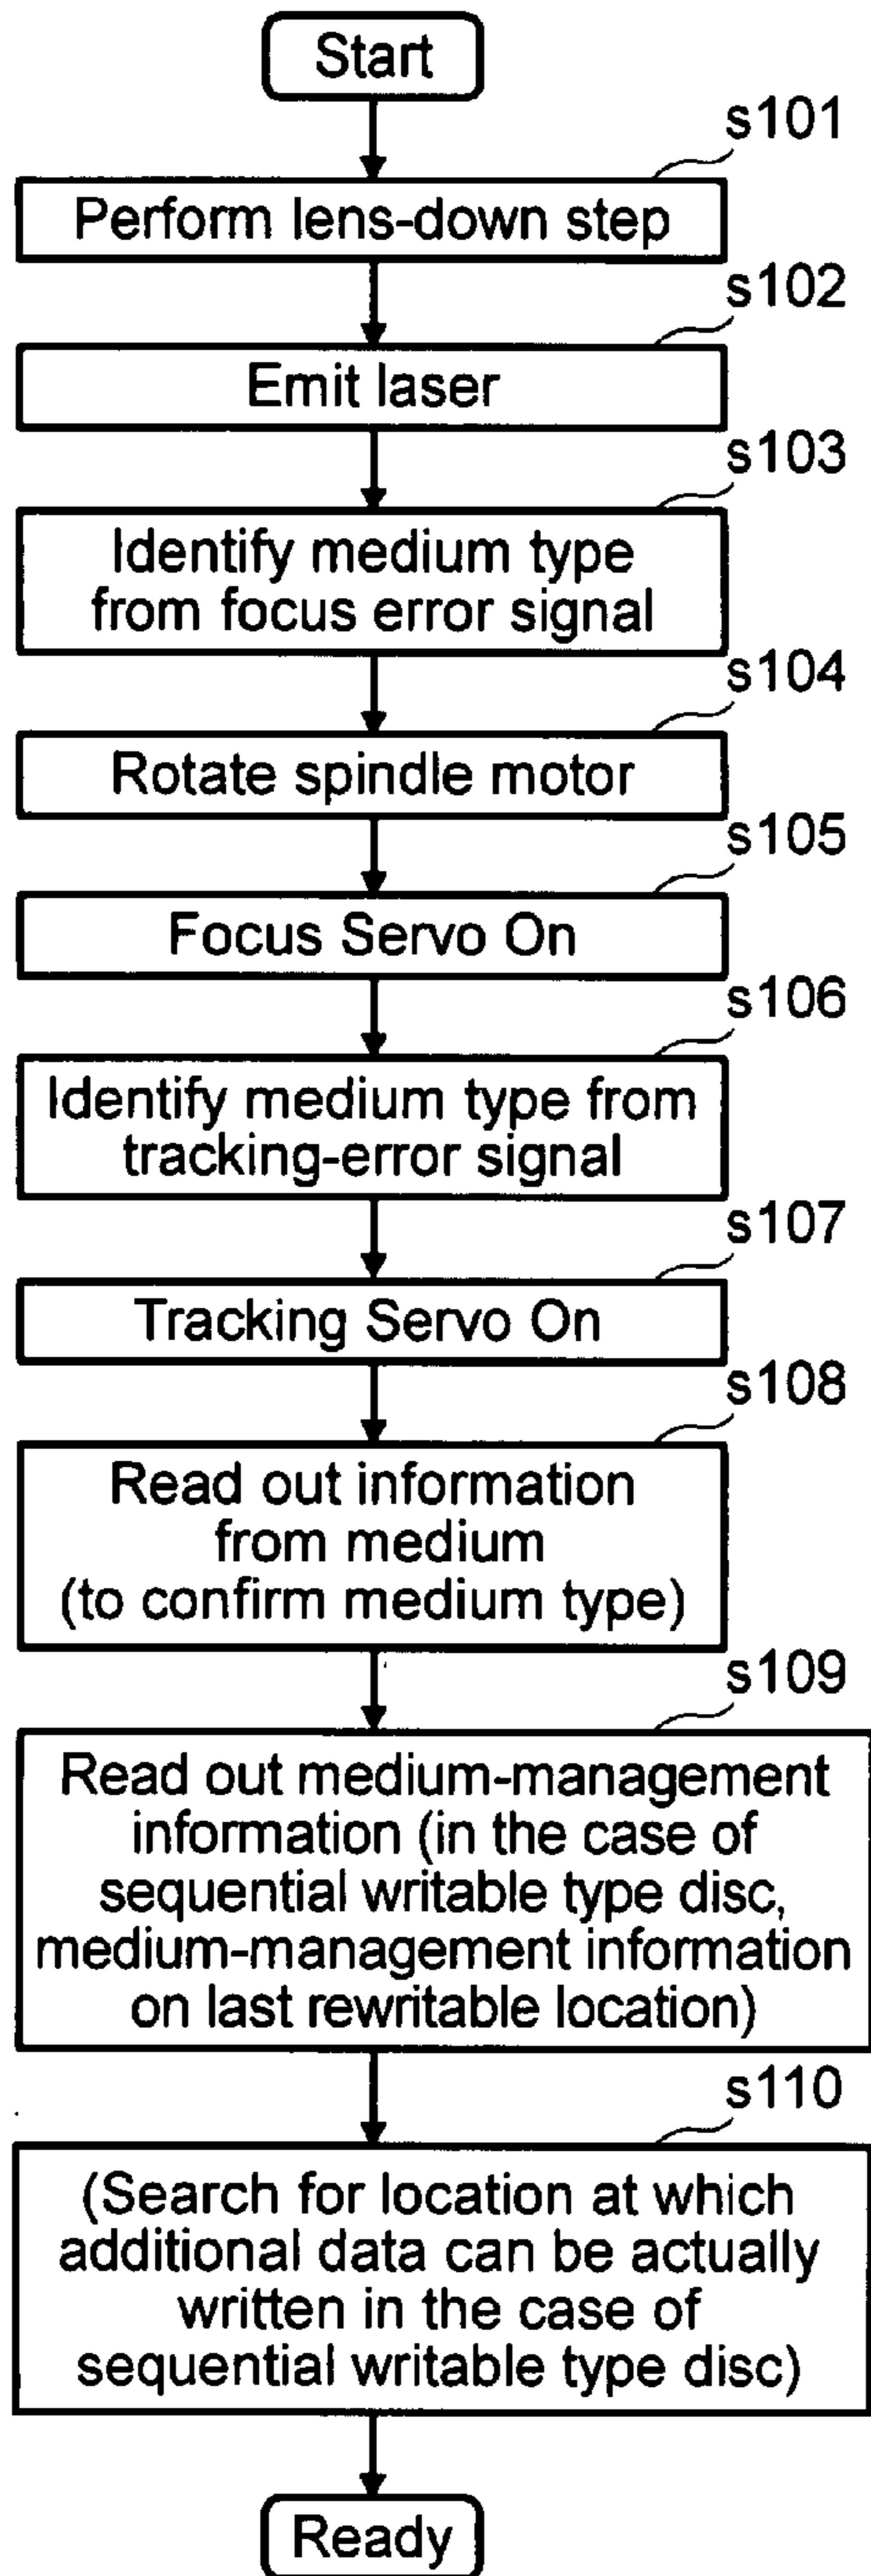 Start
s101
Perform lens-down step
s102
Emit laser
s103
Identify medium type
from focus error signal
s104
Rotate spindle motor
s105
Focus Servo On
s106
Identify medium type from
tracking-error signal
s107
Tracking Servo On
s108
Read out information
from medium
(to confirm medium type)
s109
Read out medium-management
information (in the case of
sequential writable type disc,
medium-management information
on last rewritable location)
s110
(Search for location at which
additional data can be actually
written in the case of
sequential writable type disc)
Ready